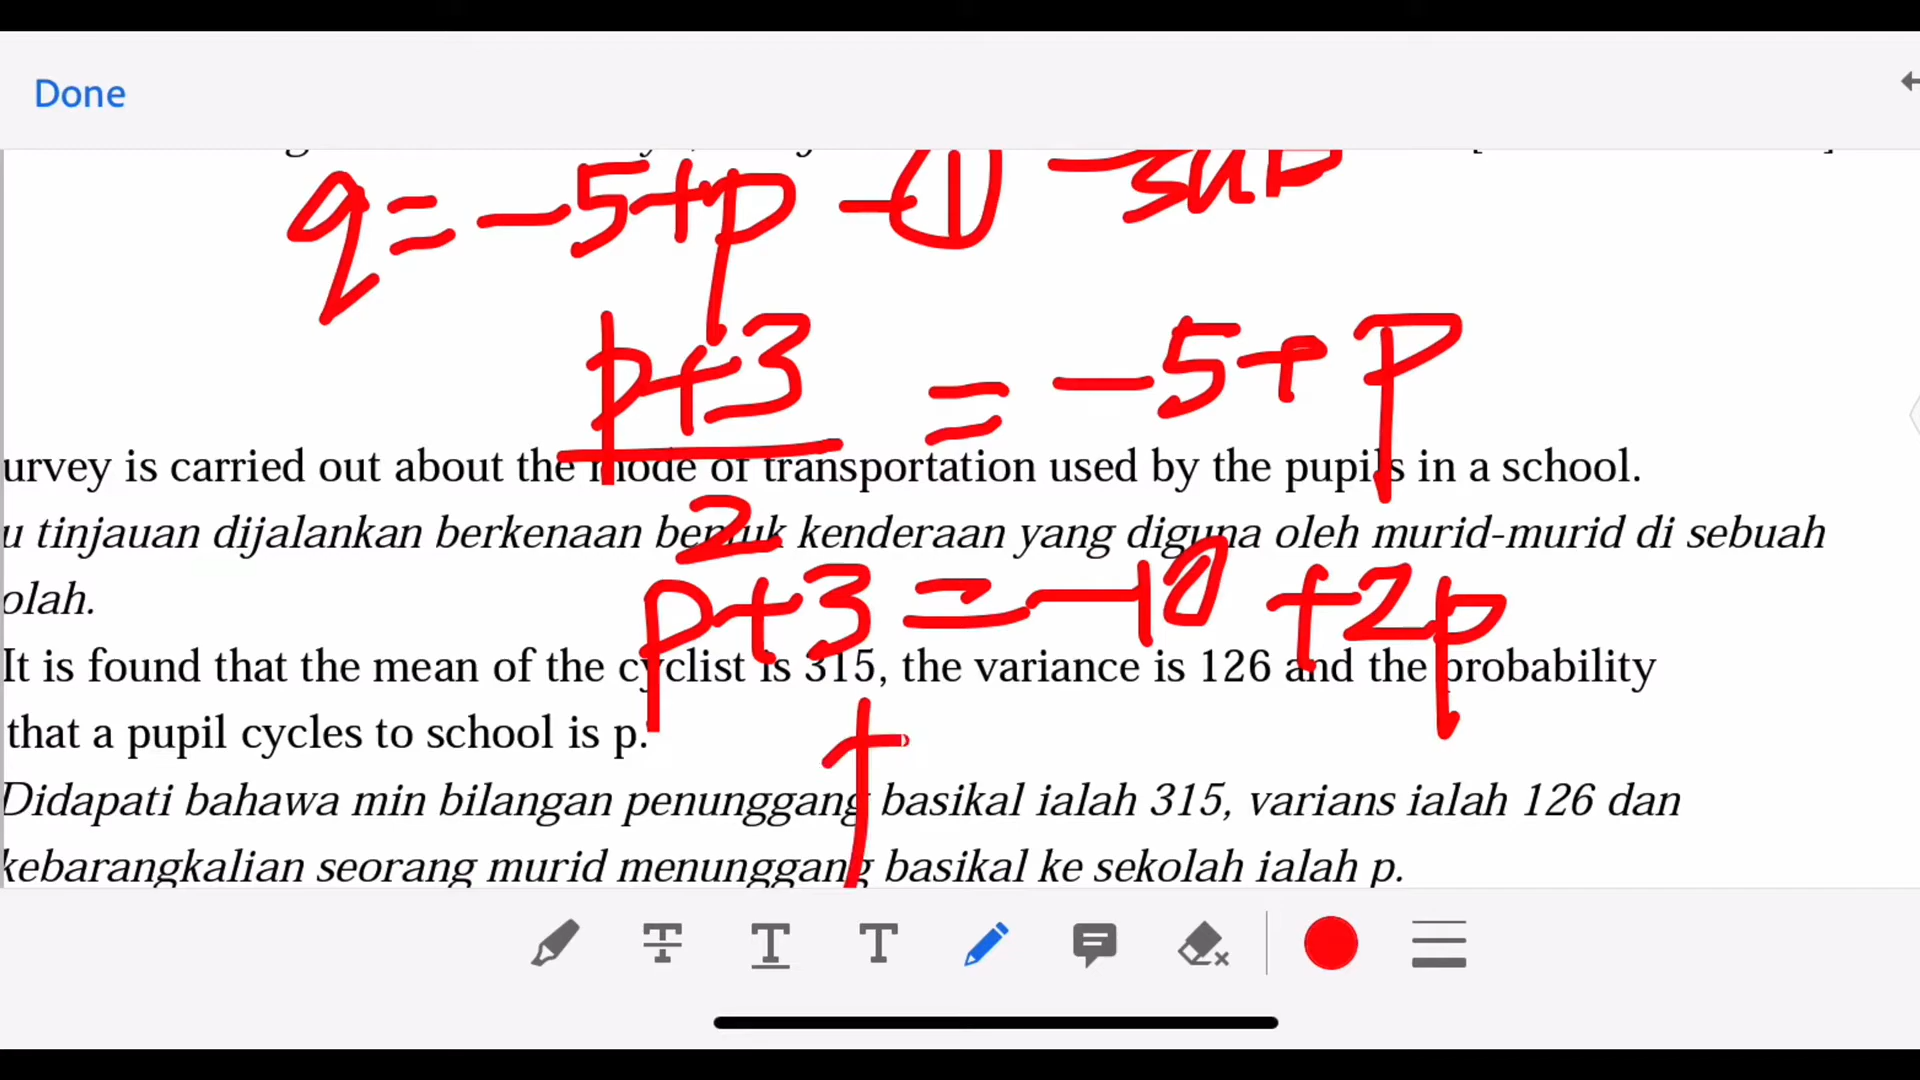 Done
q = -5+p -① - sub
p+3 = -5+p
urvey is carried out about the mode of transportation used by the pupils in a school.
2
u tinjauan dijalankan berkenaan bentuk kenderaan yang diguna oleh murid-murid di sebuah
olah.
p+3 = -10 +2p
It is found that the mean of the cyclist is 315, the variance is 126 and the probability
that a pupil cycles to school is p.
Didapati bahawa min bilangan penunggang basikal ialah 315, varians ialah 126 dan
kebarangkalian seorang murid menunggang basikal ke sekolah ialah p.